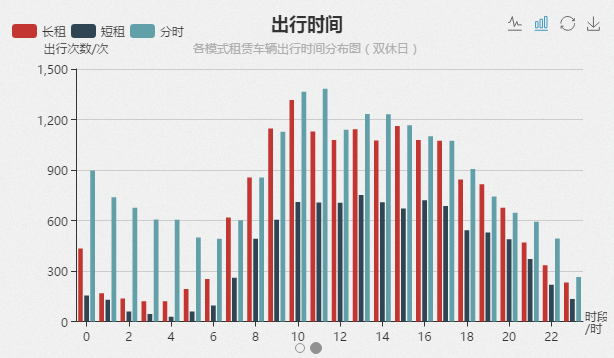 出行时间
长租 短租 分时
出行次数/次
各模式租赁车辆出行时间分布图（双休日）
1,500
1,200
900
600
300
0
0 2 4 6 8 10 12 14 16 18 20 22
时段
/时